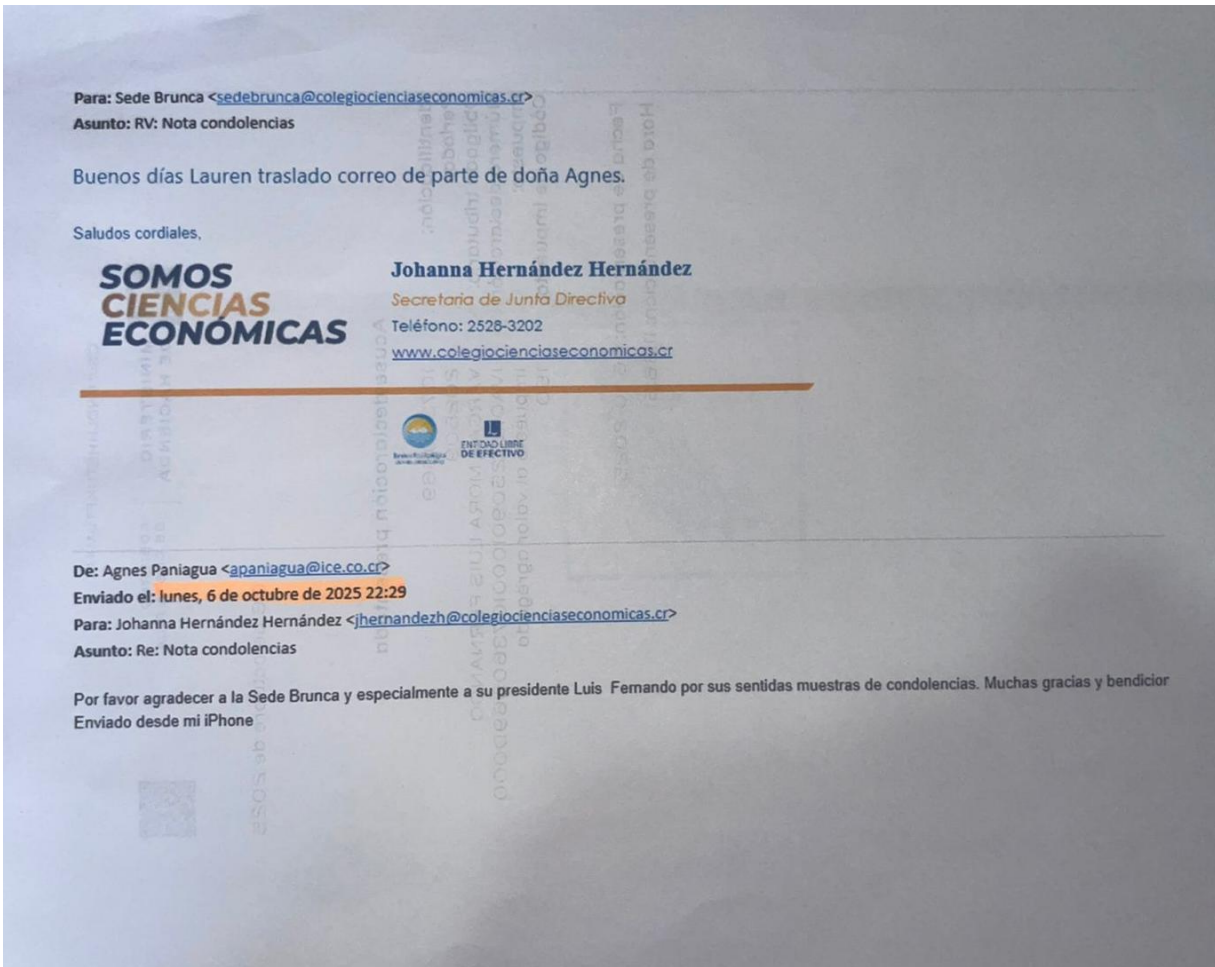 Para: Sede Brunca <sedebrunca@colegiocienciaseconomicas.cr>
Asunto: RV: Nota condolencias
Buenos días Lauren traslado correo de parte de doña Agnes.
Saludos cordiales,
SOMOS
CIENCIAS
ECONÓMICAS
Johanna Hernández Hernández
Secretaria de Junta Directiva
Teléfono: 2528-3202
www.colegiocienciaseconomicas.cr
ENTIDAD LIBRE
DE EFECTIVO
De: Agnes Paniagua <apaniagua@ice.co.cr>
Enviado el: lunes, 6 de octubre de 2025 22:29
Para: Johanna Hernández Hernández <jhernandezh@colegiocienciaseconomicas.cr>
Asunto: Re: Nota condolencias
Por favor agradecer a la Sede Brunca y especialmente a su presidente Luis Fernando por sus sentidas muestras de condolencias. Muchas gracias y bendicior
Enviado desde mi iPhone